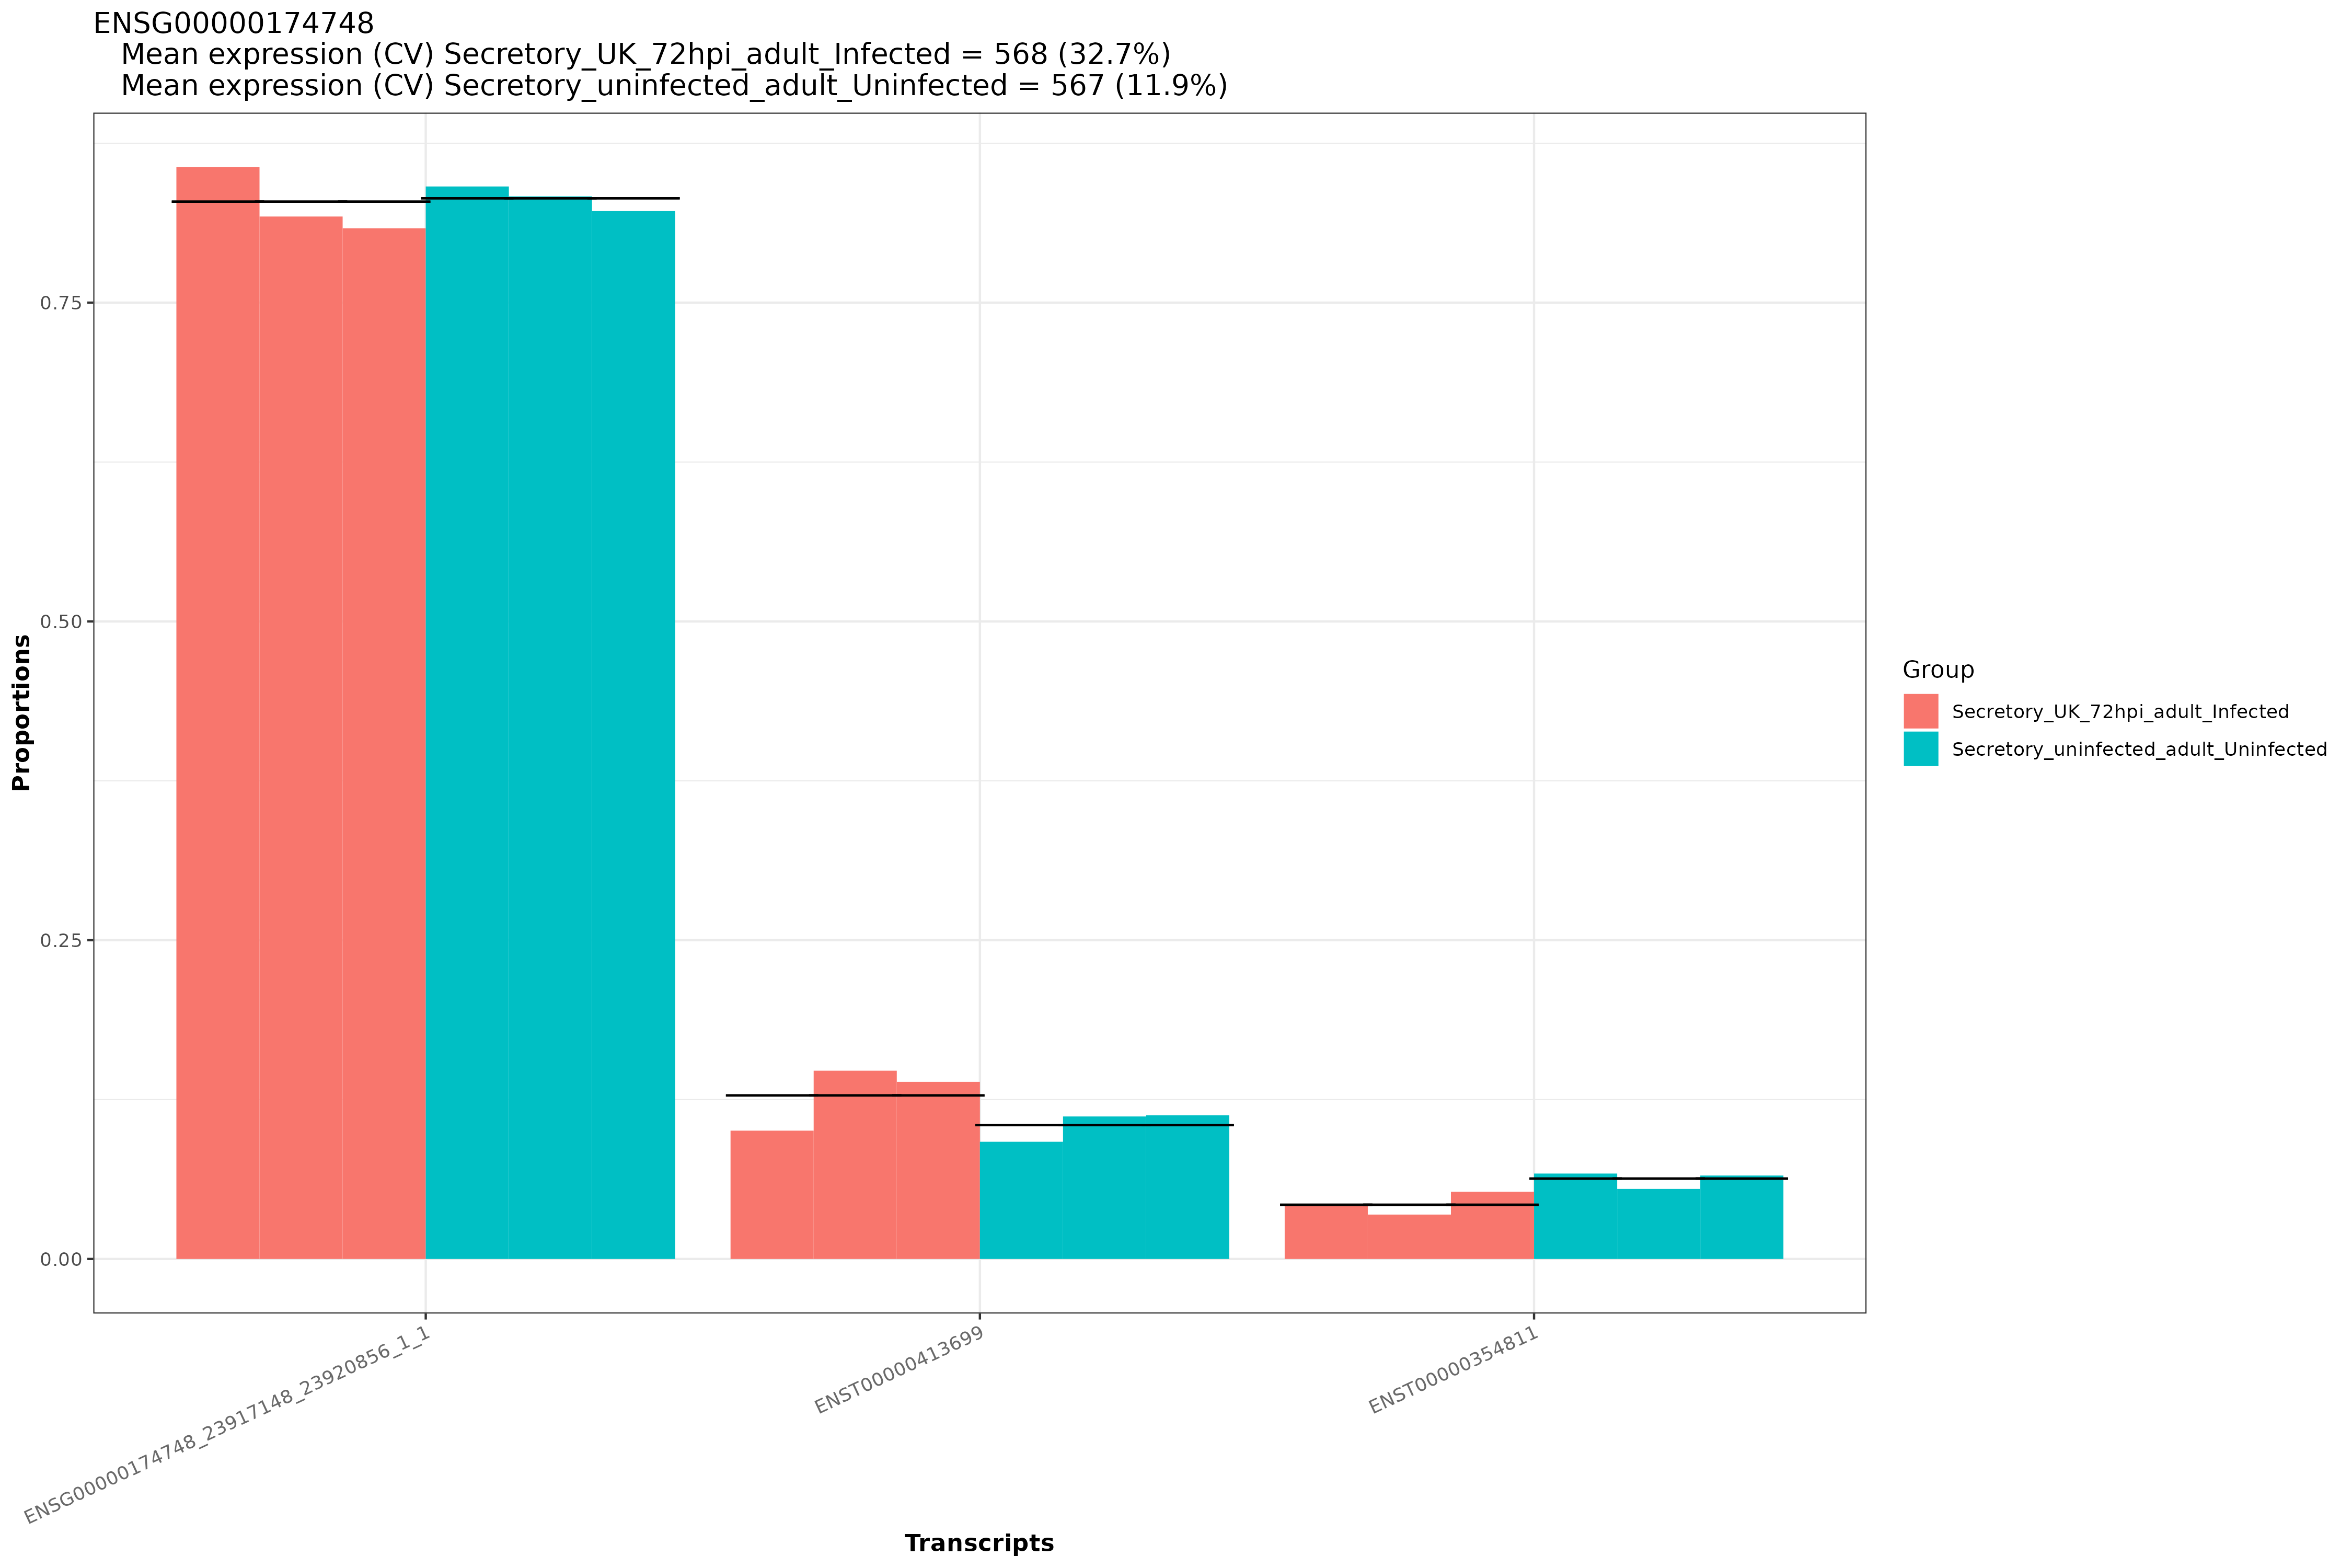 ENSG00000174748
Mean expression (CV) Secretory_UK_72hpi_adult_Infected = 568 (32.7%)
Mean expression (CV) Secretory_uninfected_adult_Uninfected = 567 (11.9%)
Proportions
0.75
0.50
0.25
0.00
ENSG00000174748_23917148_23920856_1_1
ENST00000413699
ENST00000354811
Transcripts
Group
Secretory_UK_72hpi_adult_Infected
Secretory_uninfected_adult_Uninfected